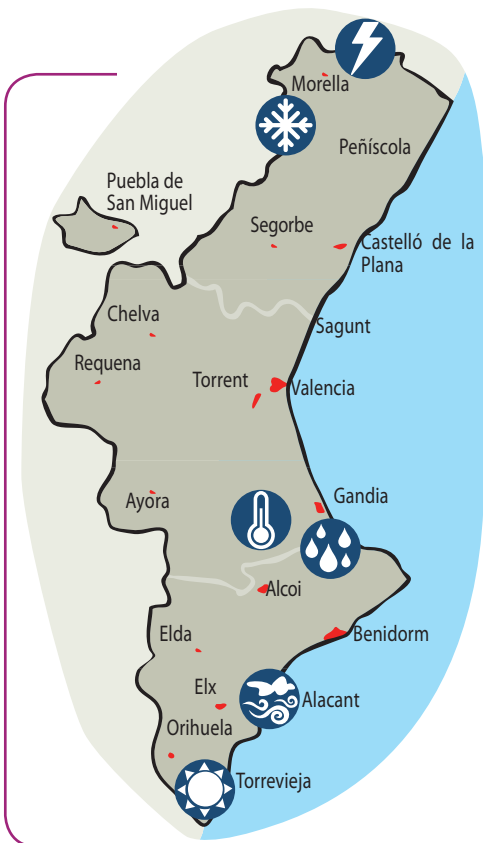 Morella
Peñíscola
Puebla de
San Miguel
Segorbe
Castelló de la
Plana
Chelva
Sagunt
Requena
Torrent
Valencia
Ayora
Gandia
Alcoi
Elda
Benidorm
Elx
Alacant
Orihuela
Torrevieja